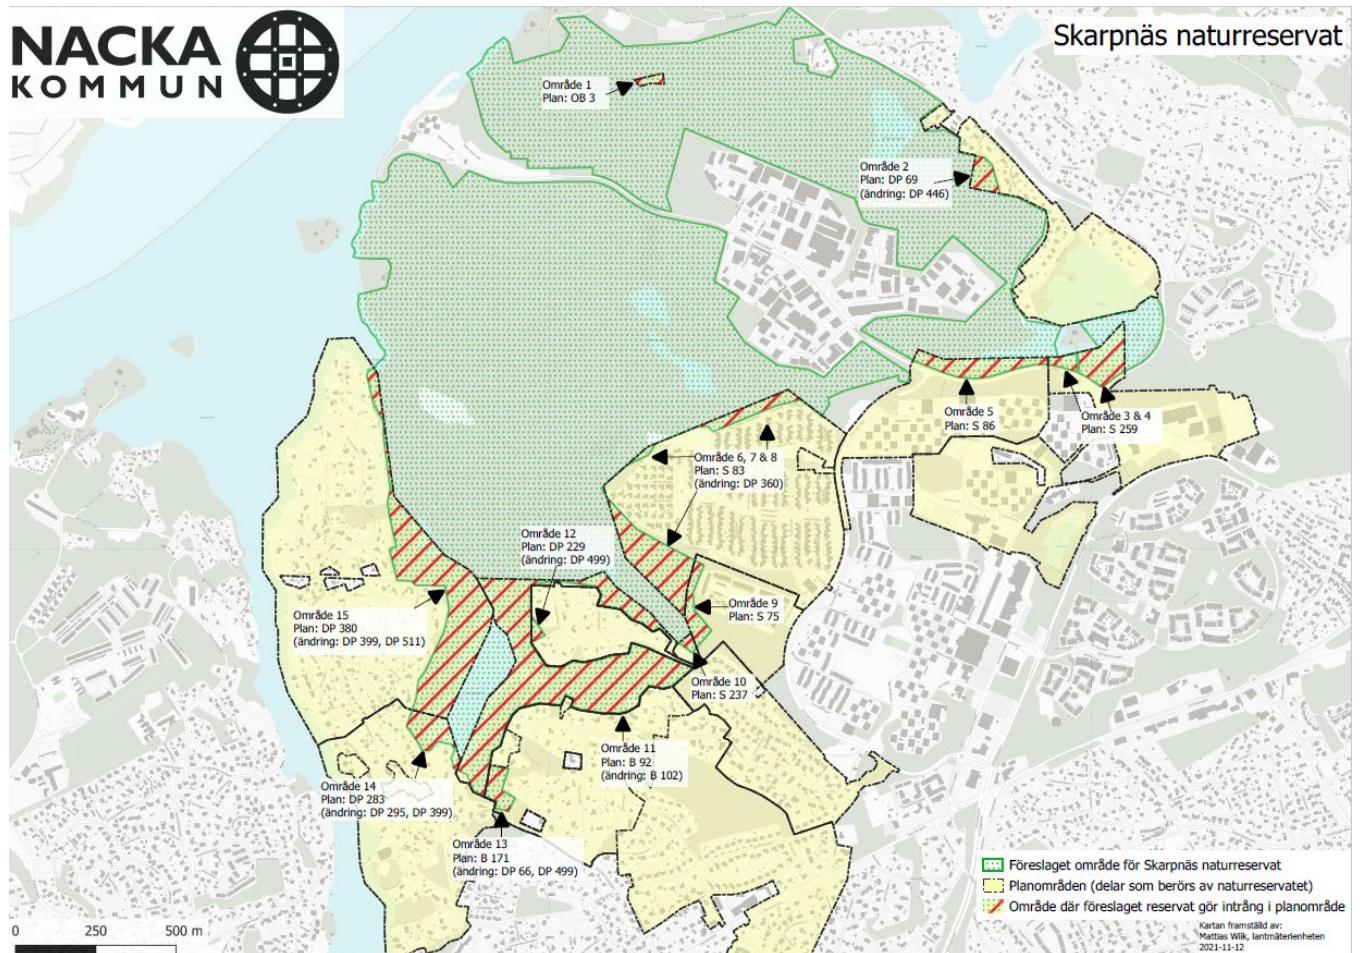 NACKA
KOMMUN
Skarpnäs naturreservat
Område 1
Plan: OB 3
Område 2
Plan: DP 69
(ändring: DP 446)
Område 5
Plan: S 86
Område 3 & 4
Plan: S 259
Område 6, 7 & 8
Plan: S 83
(ändring: DP 360)
Område 12
Plan: DP 229
(ändring: DP 499)
Område 9
Plan: S 75
Område 15
Plan: DP 380
(ändring: DP 399, DP 511)
Område 10
Plan: S 237
Område 11
Plan: B 92
(ändring: B 102)
Område 14
Plan: DP 283
(ändring: DP 295, DP 399)
Område 13
Plan: B 171
(ändring: DP 66, DP 499)
Föreslaget område för Skarpnäs naturreservat
Planområden (delar som berörs av naturreservatet)
Område där föreslaget reservat gör intrång i planområde
0 250 500 m
Kartan framställd av:
Mattias Wiik, lantmäterienheten
2021-11-12